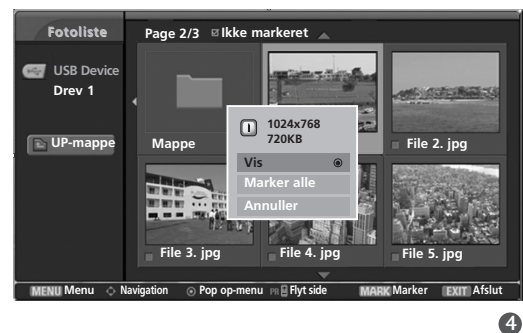 Fotoliste
Page 2/3 Ikke markeret
USB Device
Drev 1
UP-mappe
Mappe
File 2. jpg
1024x768
720KB
Vis
Marker alle
Annuller
File 3. jpg
File 4. jpg
File 5. jpg
MENU Menu Navigation Pop op-menu PR Flyt side MARK Marker EXIT Afslut
4